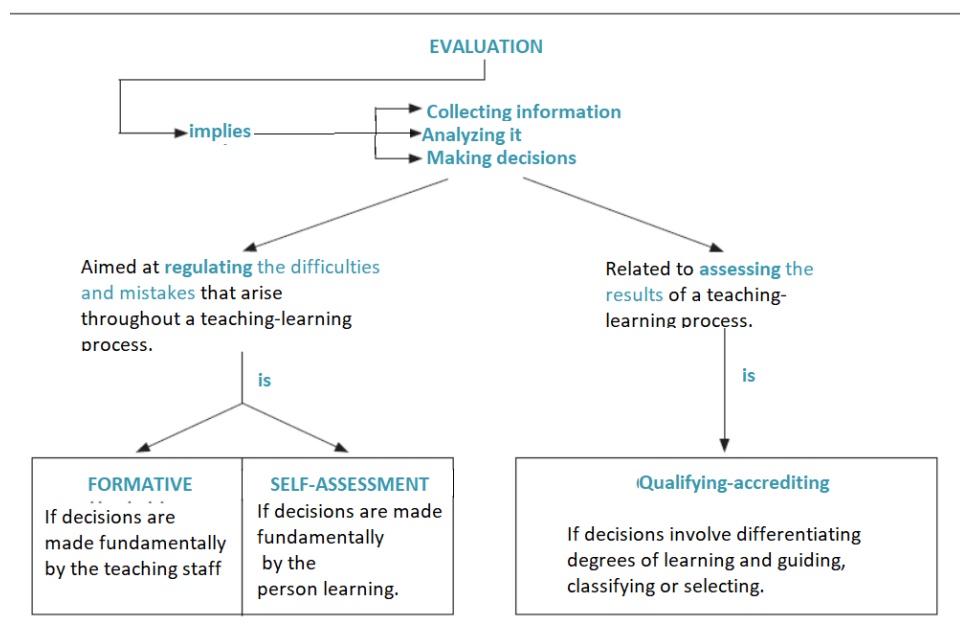 EVALUATION
implies
Collecting information
Analyzing it
Making decisions
Aimed at regulating the difficulties
and mistakes that arise
throughout a teaching-learning
process.
Related to assessing the
results of a teaching-
learning process.
is
is
FORMATIVE
If decisions are
made fundamentally
by the teaching staff
SELF-ASSESSMENT
If decisions are made
fundamentally
by the
person learning.
Qualifying-accrediting
If decisions involve differentiating
degrees of learning and guiding,
classifying or selecting.